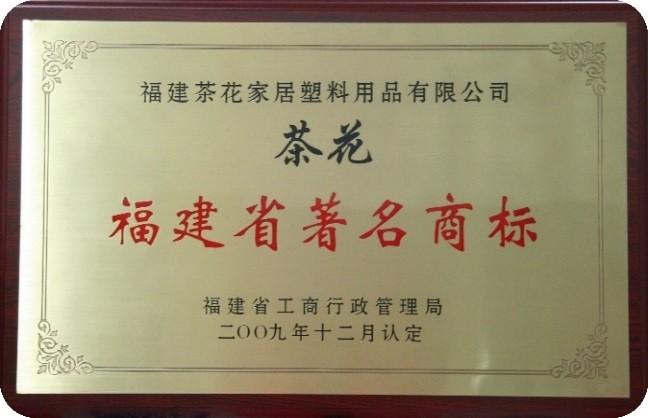 福建茶花家居塑料用品有限公司
茶花
福建省著名商标
福建省工商行政管理局
二〇〇九年十二月认定